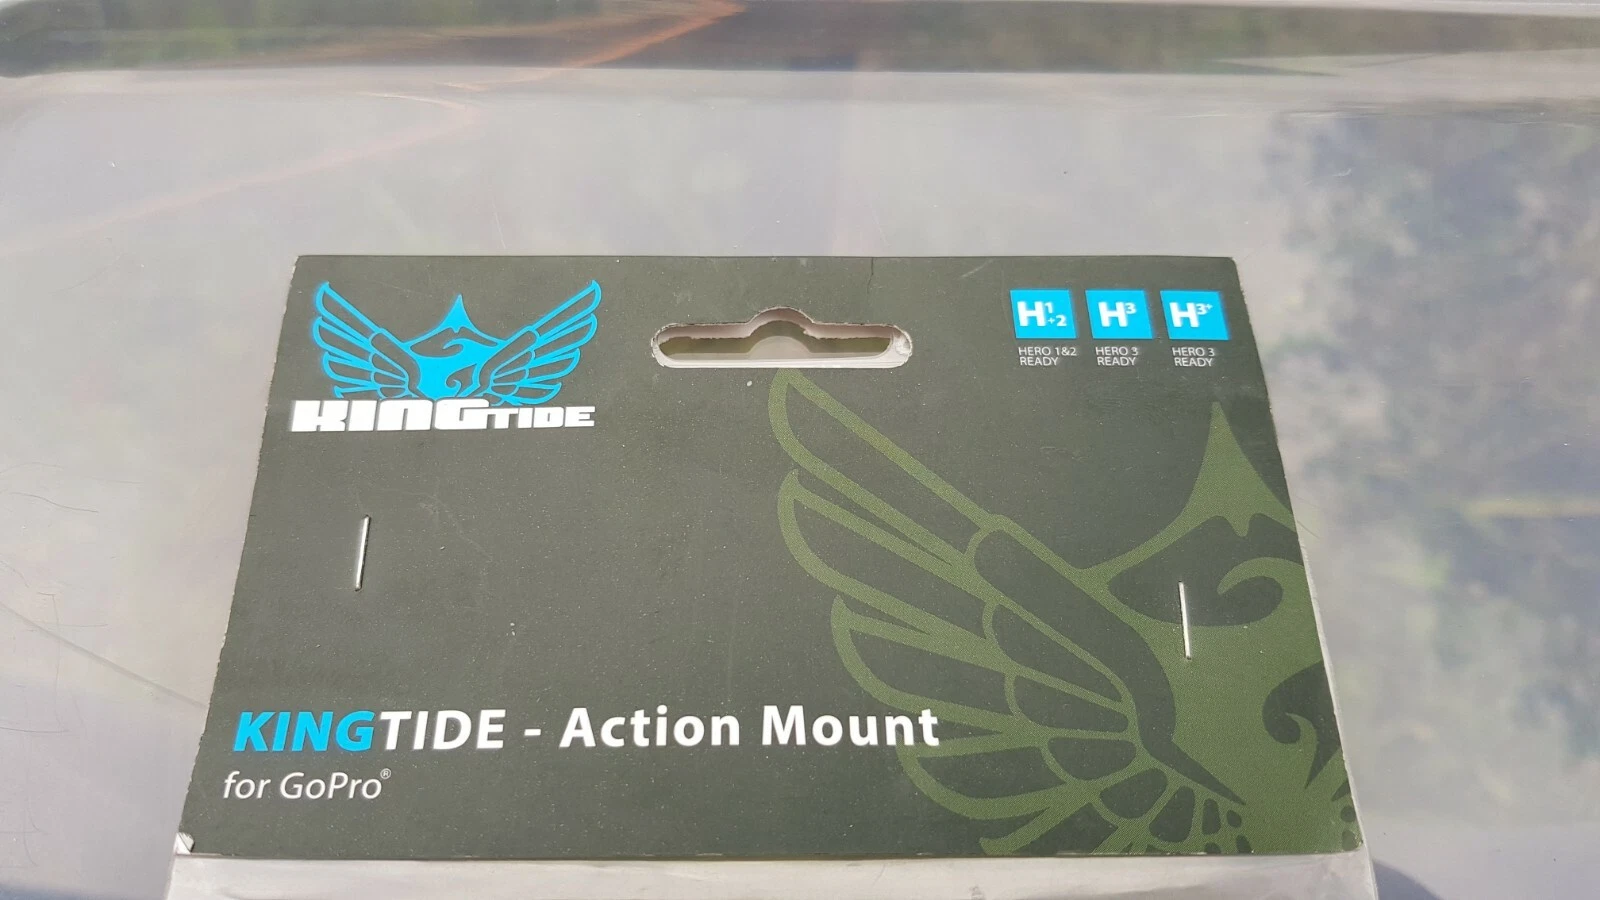 KINGTIDE
H1+2
HERO 1&2
READY
H3
HERO 3
READY
H3+
HERO 3
READY
KINGTIDE - Action Mount
for GoPro®